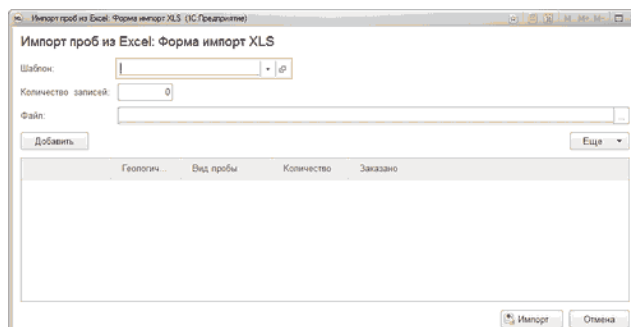 Импорт проб из Excel: Форма импорт XLS (1С:Предприятие)
M M+ M-
Импорт проб из Excel: Форма импорт XLS
Шаблон:
Количество записей: 0
Файл: ...
Добавить Еще
Геологич... Вид пробы Количество Заказано
Импорт Отмена